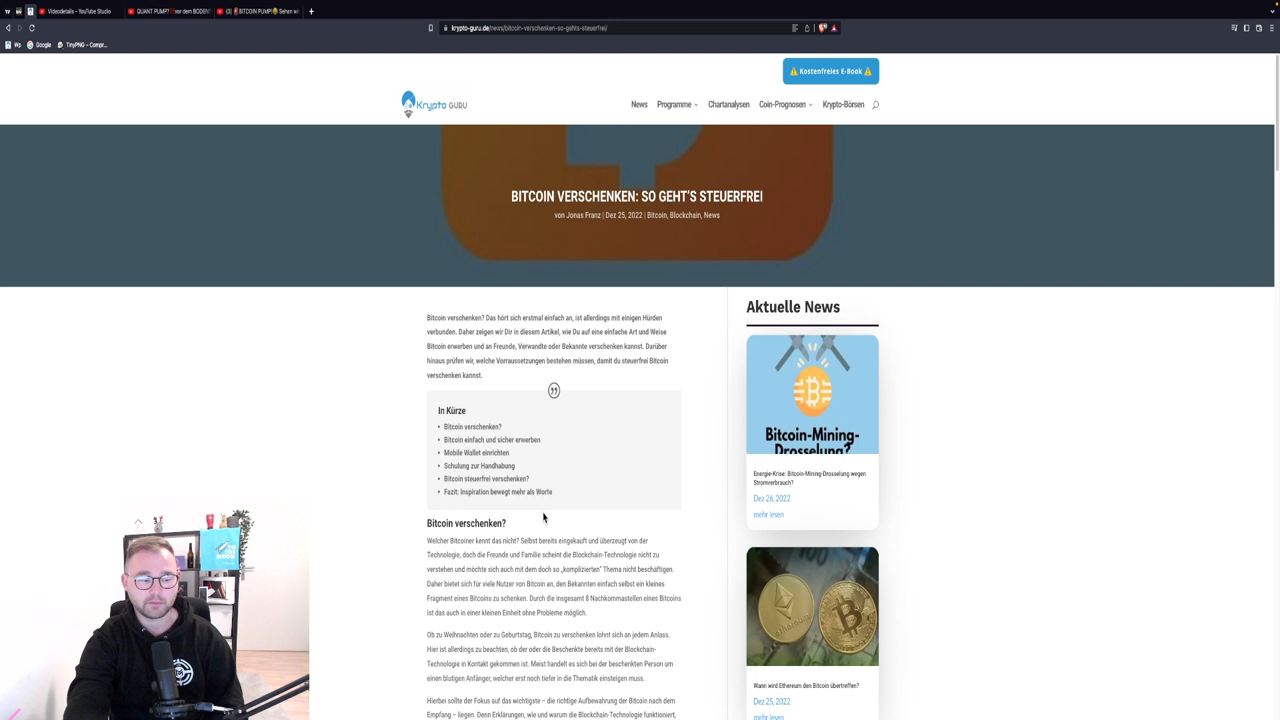 Videodetails – YouTube Studio
QUANT PUMP?
vor dem BODEN?
(3)
BITCOIN PUMP!
Sehen wi
krypto-guru.de/news/bitcoin-verschenken-so-gehts-steuerfrei/
Wp
Google
TinyPNG – Compr...
Kostenfreies E-Book
Krypto GURU
News
Programme
Chartanalysen
Coin-Prognosen
Krypto-Börsen
BITCOIN VERSCHENKEN: SO GEHT'S STEUERFREI
von Jonas Franz | Dez 25, 2022 | Bitcoin, Blockchain, News
Bitcoin verschenken? Das hört sich erstmal einfach an, ist allerdings mit einigen Hürden
verbunden. Daher zeigen wir Dir in diesem Artikel, wie Du auf eine einfache Art und Weise
Bitcoin erwerben und an Freunde, Verwandte oder Bekannte verschenken kannst. Darüber
hinaus prüfen wir, welche Vorraussetzungen bestehen müssen, damit du steuerfrei Bitcoin
verschenken kannst.
In Kürze
• Bitcoin verschenken?
• Bitcoin einfach und sicher erwerben
• Mobile Wallet einrichten
• Schulung zur Handhabung
• Bitcoin steuerfrei verschenken?
• Fazit: Inspiration bewegt mehr als Worte
Bitcoin verschenken?
Welcher Bitcoiner kennt das nicht? Selbst bereits eingekauft und überzeugt von der
Technologie, doch die Freunde und Familie scheint die Blockchain-Technologie nicht zu
verstehen und möchte sich auch mit dem doch so „komplizierten" Thema nicht beschäftigen.
Daher bietet sich für viele Nutzer von Bitcoin an, den Bekannten einfach selbst ein kleines
Fragment eines Bitcoins zu schenken. Durch die insgesamt 8 Nachkommastellen eines Bitcoins
ist das auch in einer kleinen Einheit ohne Probleme möglich.
Ob zu Weihnachten oder zu Geburtstag, Bitcoin zu verschenken lohnt sich an jedem Anlass.
Hier ist allerdings zu beachten, ob der oder die Beschenkte bereits mit der Blockchain-
Technologie in Kontakt gekommen ist. Meist handelt es sich bei der beschenkten Person um
einen blutigen Anfänger, welcher erst noch tiefer in die Thematik einsteigen muss.
Hierbei sollte der Fokus auf das wichtigste – die richtige Aufbewahrung der Bitcoin nach dem
Empfang – liegen. Denn Erklärungen, wie und warum die Blockchain-Technologie funktioniert,
Aktuelle News
Bitcoin-Mining-
Drosselung?
Energie-Krise: Bitcoin-Mining-Drosselung wegen
Stromverbrauch?
Dez 26, 2022
mehr lesen
Wann wird Ethereum den Bitcoin übertreffen?
Dez 25, 2022
mehr lesen